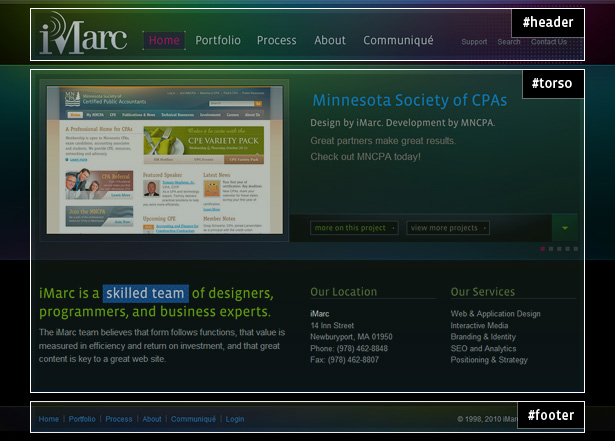 #header
iMarc
Home Portfolio Process About Communiqué
Support Search Contact Us
#torso
Minnesota Society of
Certified Public Accountants
A Professional Home for CPAs
CPE VARIETY PACK
CPA Referral
Join the MNCPA
Featured Speaker
Latest News
Upcoming CPE
Member Notes
Minnesota Society of CPAs
Design by iMarc. Development by MNCPA.
Great partners make great results.
Check out MNCPA today!
more on this project
view more projects
iMarc is a skilled team of designers,
programmers, and business experts.
The iMarc team believes that form follows functions, that value is
measured in efficiency and return on investment, and that great
content is key to a great web site.
Our Location
iMarc
14 Inn Street
Newburyport, MA 01950
Phone: (978) 462-8848
Fax: (978) 462-8807
Our Services
Web & Application Design
Interactive Media
Branding & Identity
SEO and Analytics
Positioning & Strategy
#footer
Home | Portfolio | Process | About | Communiqué | Login
© 1998, 2010 iMarc